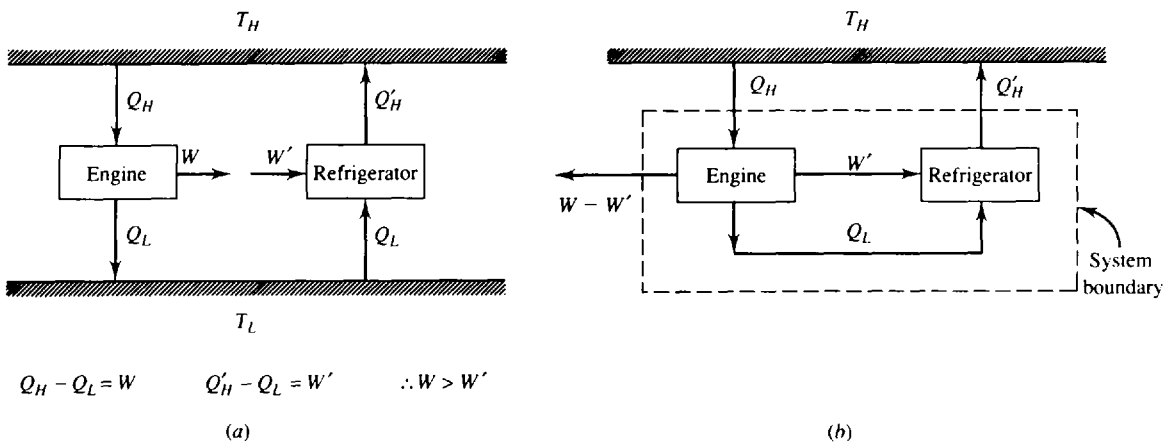 T_H
Q_H
Q'_H
W
W'
Engine
Refrigerator
Q_L
Q_L
T_L
Q_H − Q_L = W
Q'_H − Q_L = W'
∴ W > W'
(a)
T_H
Q_H
Q'_H
Engine
W'
Refrigerator
W − W'
Q_L
System
boundary
(b)